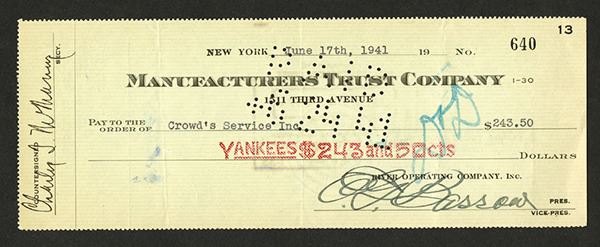 13
NEW YORK June 17th, 1941 19 No. 640
MANUFACTURERS TRUST COMPANY 1-30
1511 THIRD AVENUE
PAY TO THE
ORDER OF Crowd's Service Inc. $243.50
YANKEES $243 and 50cts DOLLARS
RIVER OPERATING COMPANY, INC.
PRES.
VICE-PRES.
COUNTERSIGNED
SECY.